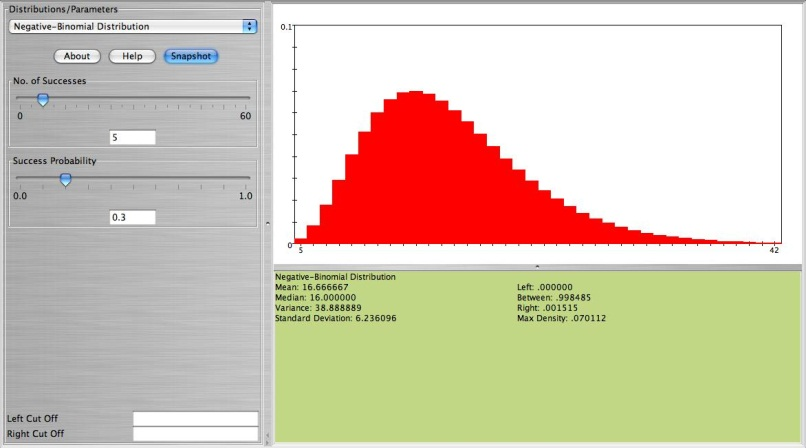 Distributions/Parameters
Negative-Binomial Distribution
About Help Snapshot
No. of Successes
0 60
5
Success Probability
0.0 1.0
0.3
Left Cut Off
Right Cut Off
0.1
0
5 42
Negative-Binomial Distribution
Mean: 16.666667 Left: .000000
Median: 16.000000 Between: .998485
Variance: 38.888889 Right: .001515
Standard Deviation: 6.236096 Max Density: .070112